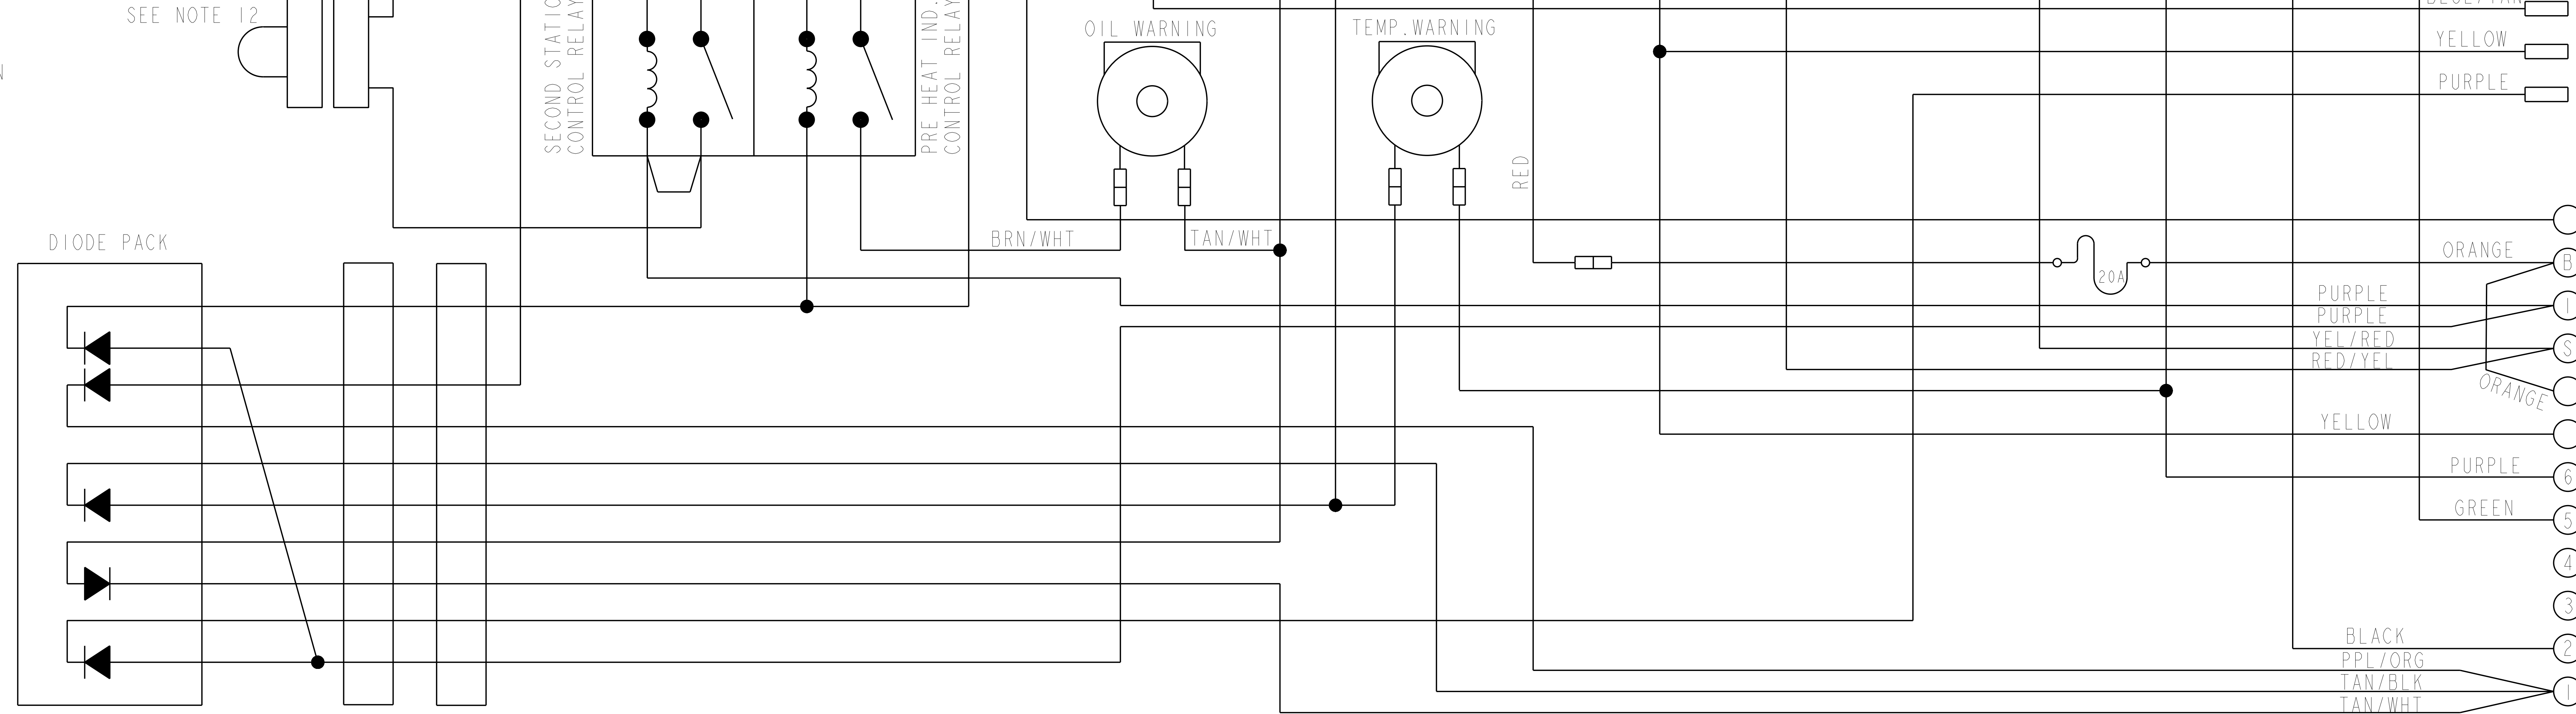 SEE NOTE 12
SECOND STATIC
CONTROL RELAY
PRE HEAT IND.
CONTROL RELAY
OIL WARNING
TEMP.WARNING
BLUE/TAN
YELLOW
PURPLE
RED
DIODE PACK
BRN/WHT
TAN/WHT
20A
ORANGE
B
PURPLE
I
PURPLE
YEL/RED
S
RED/YEL
ORANGE
YELLOW
PURPLE
6
GREEN
5
4
3
BLACK
2
PPL/ORG
TAN/BLK
1
TAN/WHT